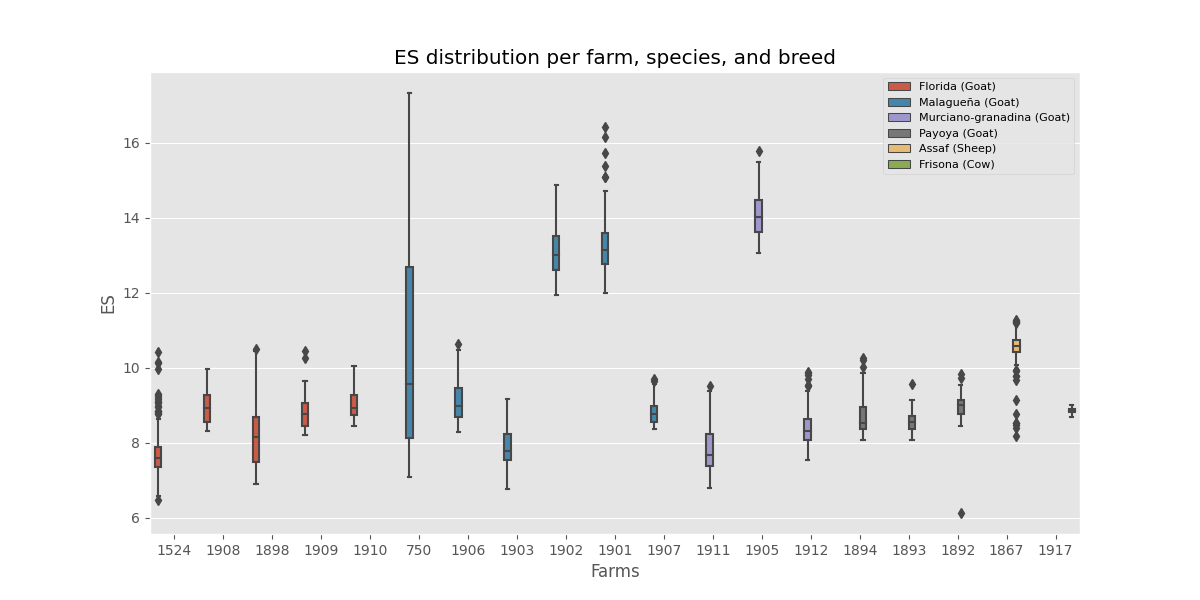 ES distribution per farm, species, and breed
Florida (Goat)
Malagueña (Goat)
Murciano-granadina (Goat)
Payoya (Goat)
Assaf (Sheep)
Frisona (Cow)
16
14
12
10
8
6
ES
1524 1908 1898 1909 1910 750 1906 1903 1902 1901 1907 1911 1905 1912 1894 1893 1892 1867 1917
Farms